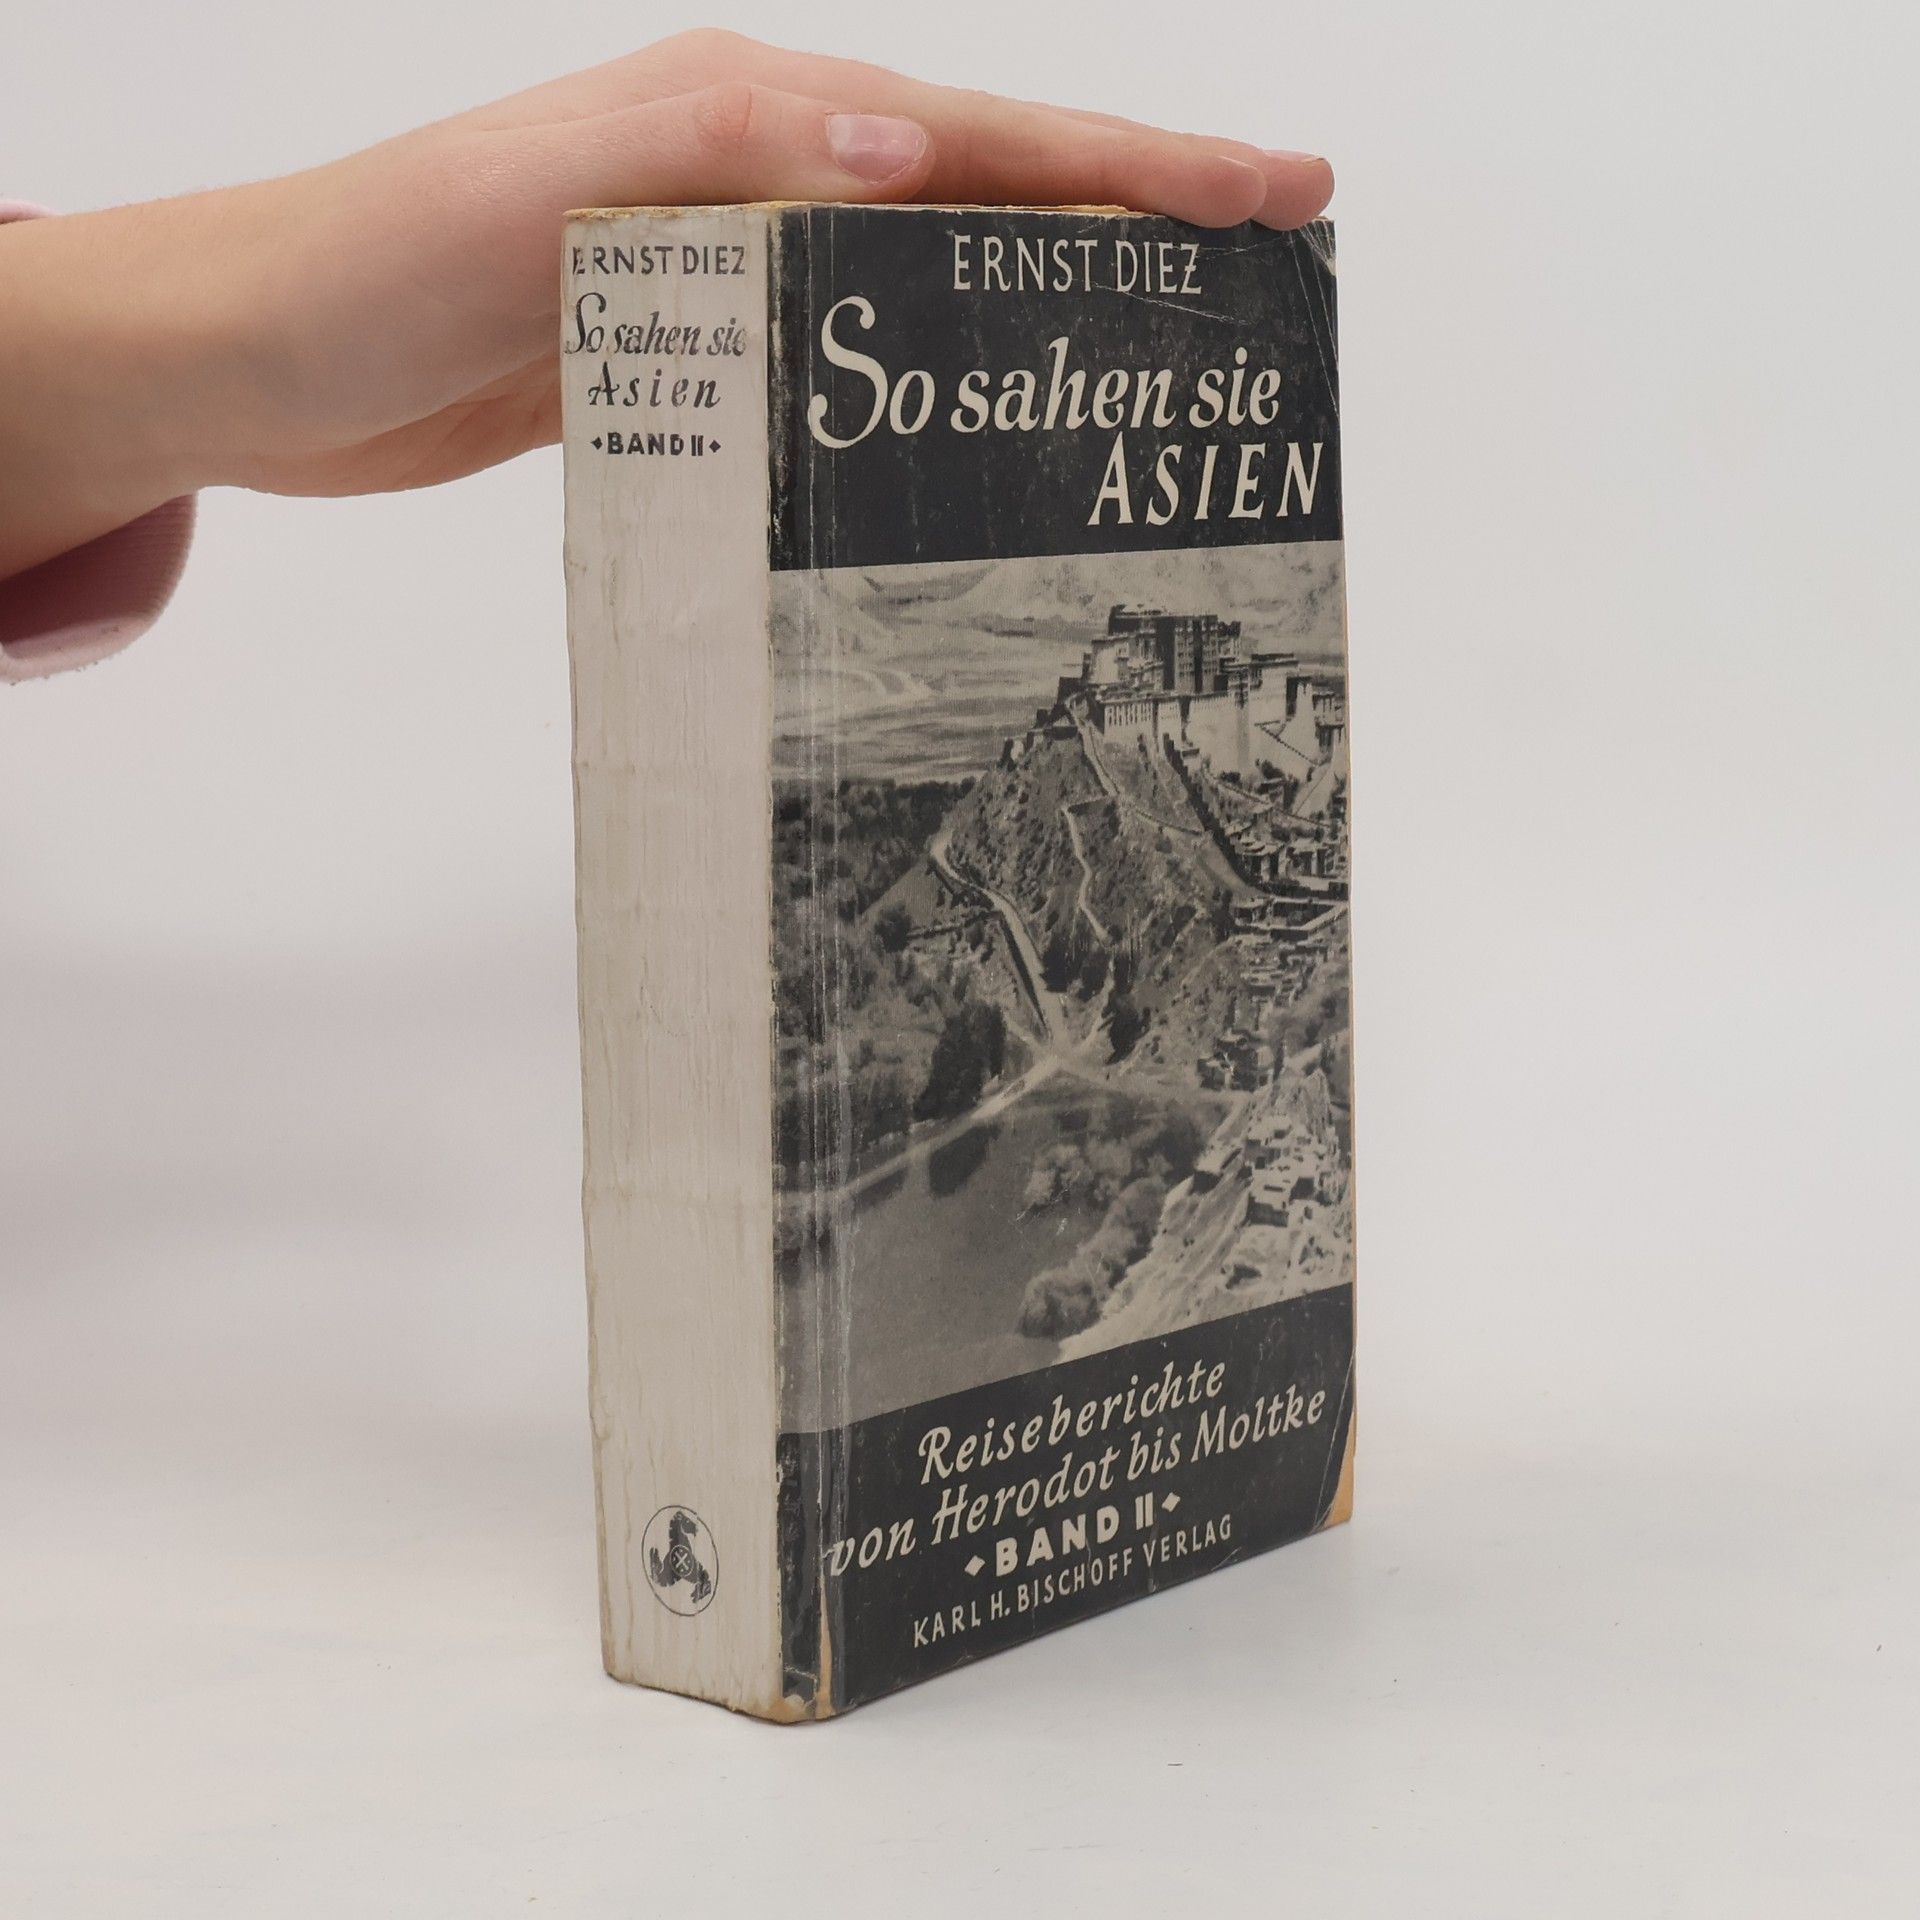 ERNST DIEZ
So sahen sie
Asien
◆BAND II◆
ERNST DIEZ
So sahen sie
ASIEN
Reiseberichte
von Herodot bis Moltke
◆BAND II◆
KARL H. BISCHOFF VERLAG